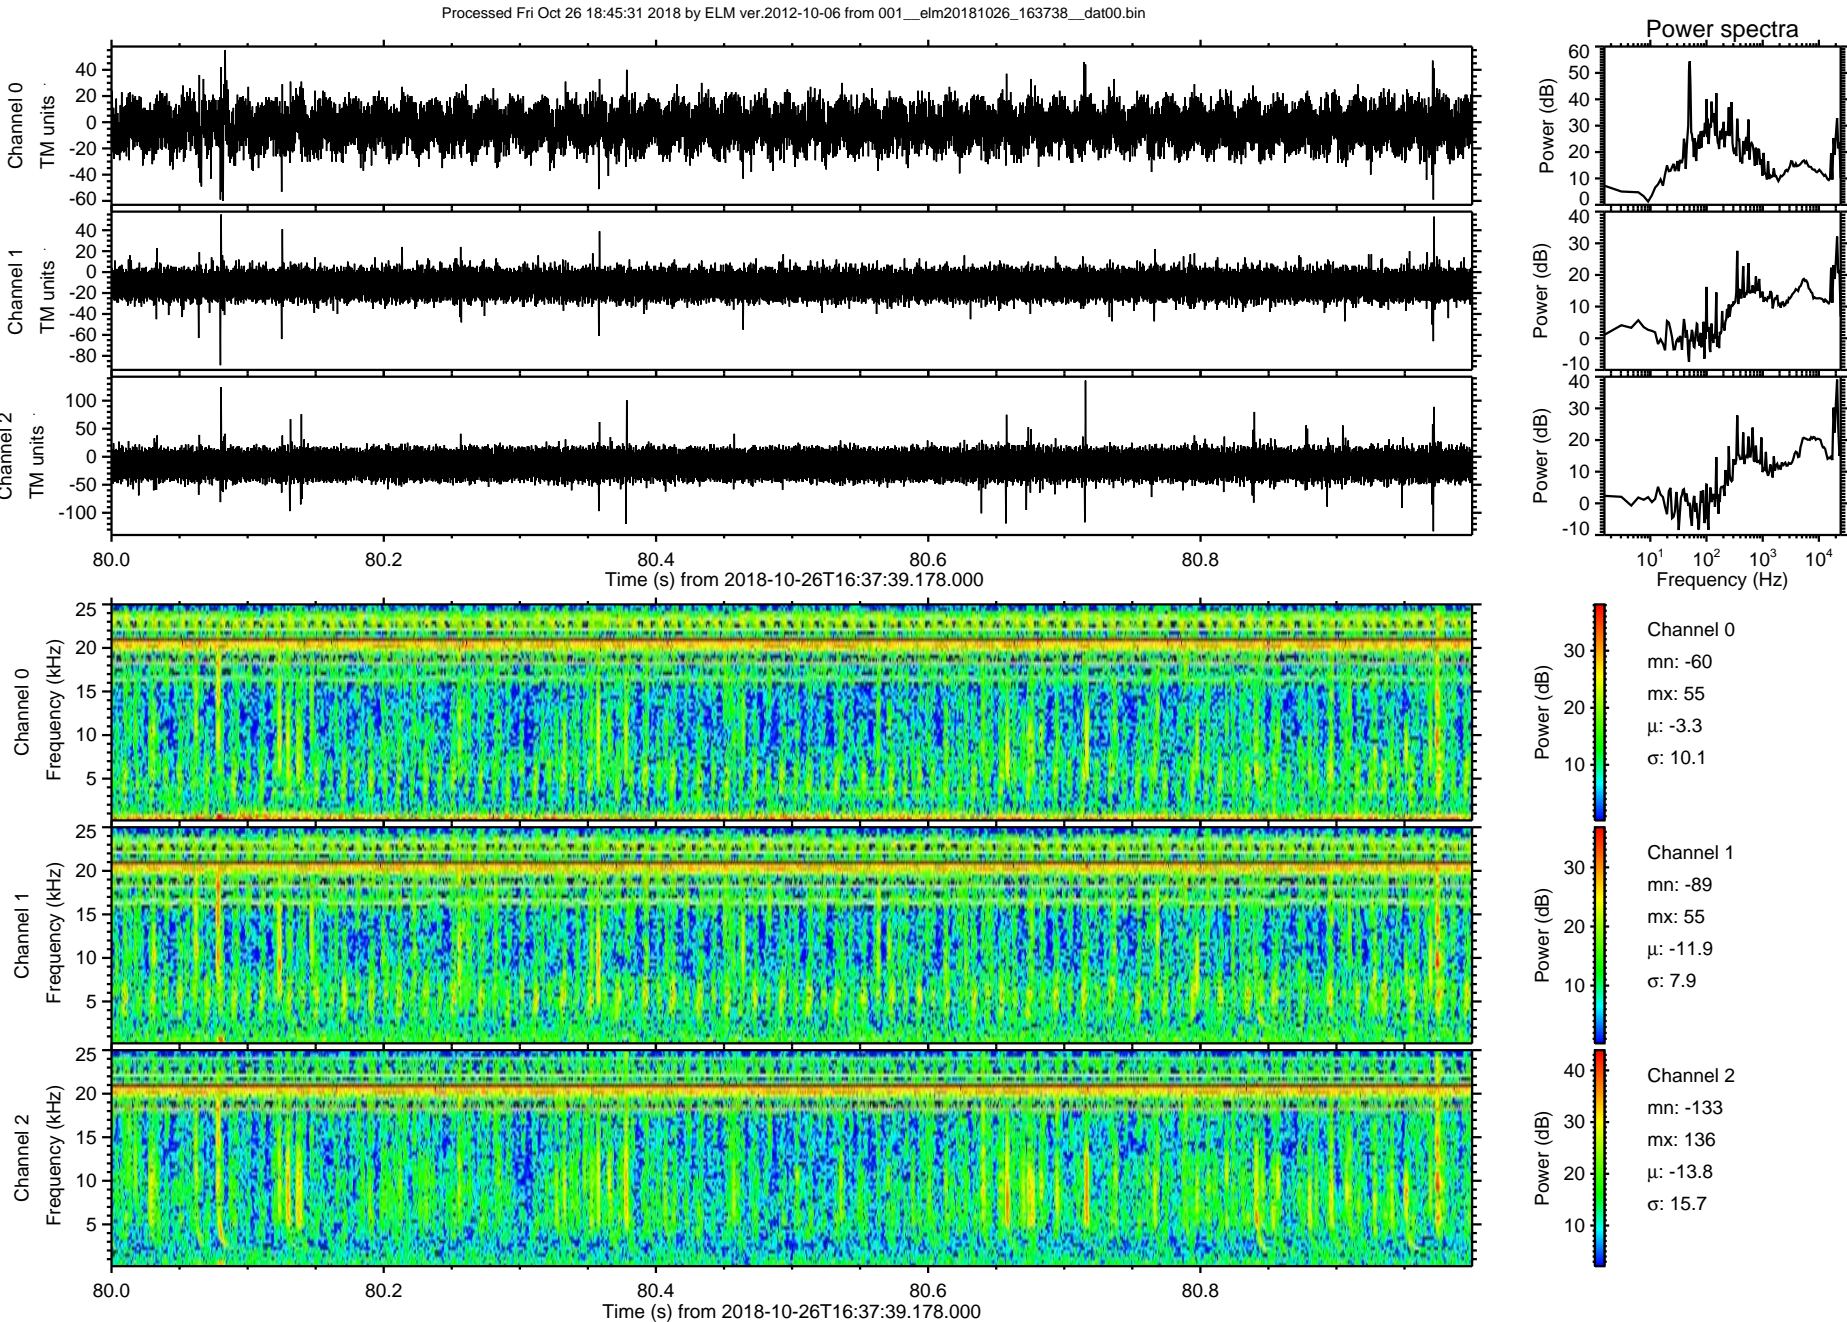 Processed Fri Oct 26 18:45:31 2018 by ELM ver.2012-10-06 from 001__elm20181026_163738__dat00.bin
Power spectra
Channel 0
TM units
40
20
0
-20
-40
-60
Power (dB)
60
50
40
30
20
10
0
Channel 1
TM units
40
20
0
-20
-40
-60
-80
Power (dB)
40
30
20
10
0
-10
Channel 2
TM units
100
50
0
-50
-100
Power (dB)
40
30
20
10
0
-10
80.0 80.2 80.4 80.6 80.8
Time (s) from 2018-10-26T16:37:39.178.000
10^1 10^2 10^3 10^4
Frequency (Hz)
Channel 0
Frequency (kHz)
25
20
15
10
5
Power (dB)
30
20
10
Channel 0
mn: -60
mx: 55
μ: -3.3
σ: 10.1
Channel 1
Frequency (kHz)
25
20
15
10
5
Power (dB)
30
20
10
Channel 1
mn: -89
mx: 55
μ: -11.9
σ: 7.9
Channel 2
Frequency (kHz)
25
20
15
10
5
Power (dB)
40
30
20
10
Channel 2
mn: -133
mx: 136
μ: -13.8
σ: 15.7
80.0 80.2 80.4 80.6 80.8
Time (s) from 2018-10-26T16:37:39.178.000